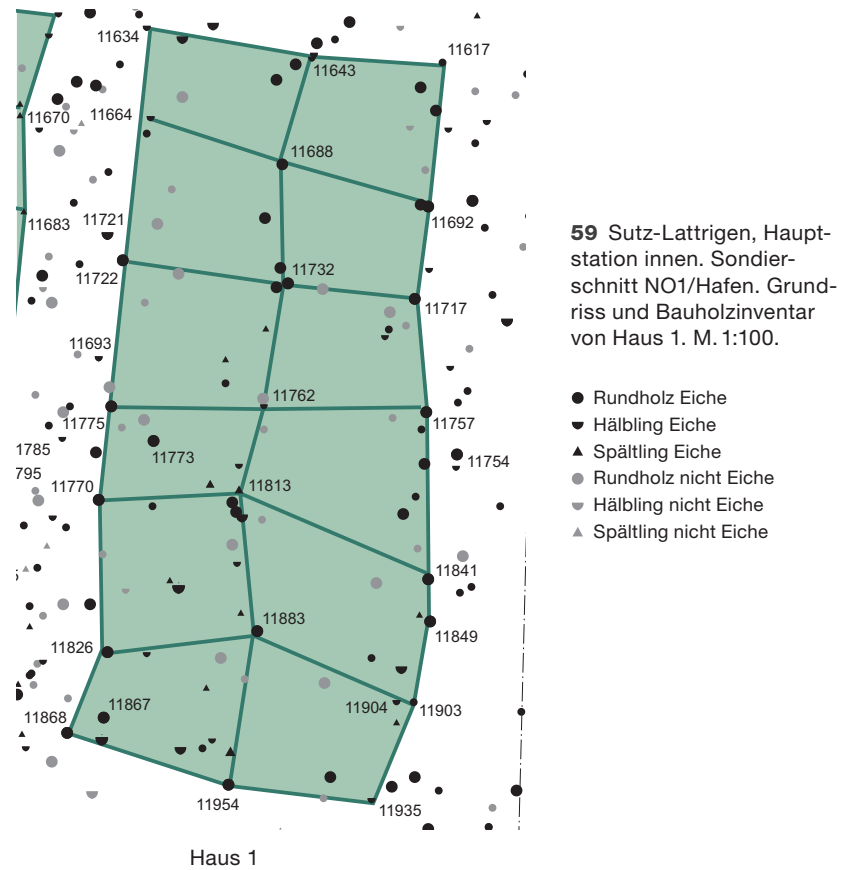 11634
11617
11643
11670
11664
11688
11683
11721
11692
11722
11732
11717
11693
11762
11775
11757
1785
11773
11754
795
11770
11813
11841
11883
11849
11826
11867
11868
11904
11903
11954
11935
Haus 1
59 Sutz-Lattrigen, Haupt-
station innen. Sondier-
schnitt NO1/Hafen. Grund-
riss und Bauholzinventar
von Haus 1. M. 1:100.
Rundholz Eiche
Hälbling Eiche
Spältling Eiche
Rundholz nicht Eiche
Hälbling nicht Eiche
Spältling nicht Eiche